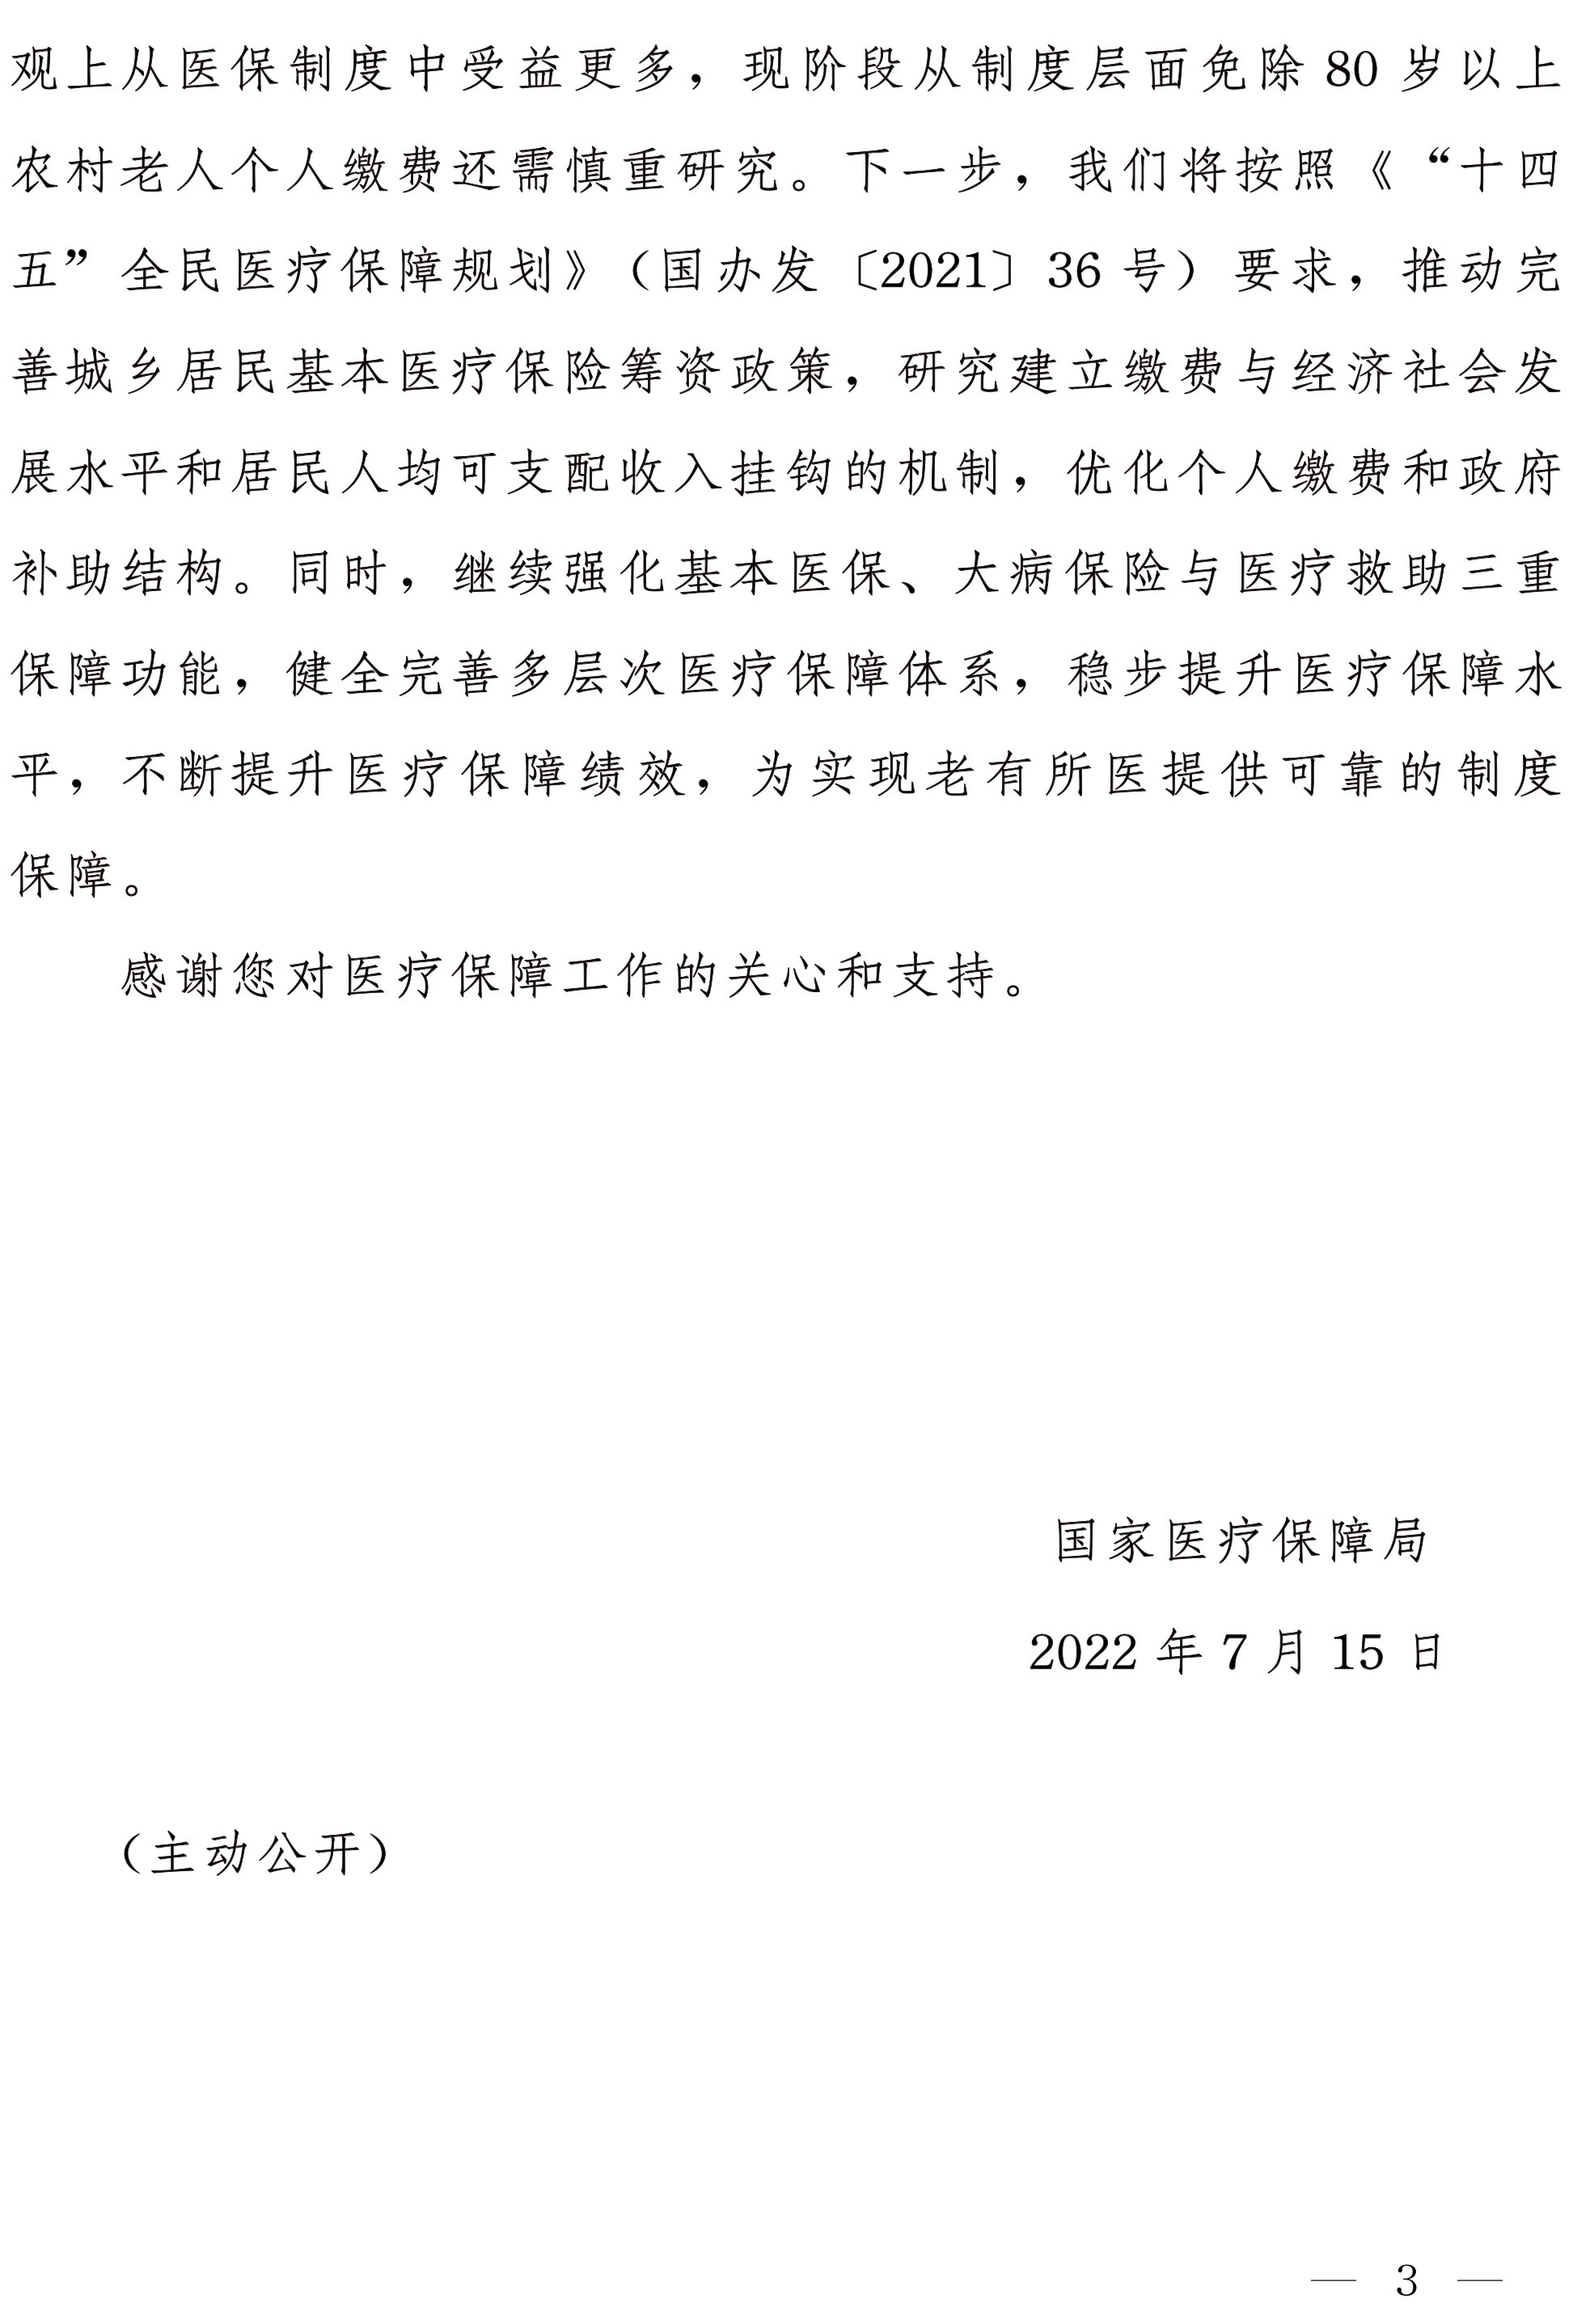 观上从医保制度中受益更多，现阶段从制度层面免除 80 岁以上
农村老人个人缴费还需慎重研究。下一步，我们将按照《“十四
五”全民医疗保障规划》（国办发〔2021〕36 号）要求，推动完
善城乡居民基本医疗保险筹资政策，研究建立缴费与经济社会发
展水平和居民人均可支配收入挂钩的机制，优化个人缴费和政府
补助结构。同时，继续强化基本医保、大病保险与医疗救助三重
保障功能，健全完善多层次医疗保障体系，稳步提升医疗保障水
平，不断提升医疗保障绩效，为实现老有所医提供可靠的制度
保障。
感谢您对医疗保障工作的关心和支持。
国家医疗保障局
2022 年 7 月 15 日
（主动公开）
— 3 —